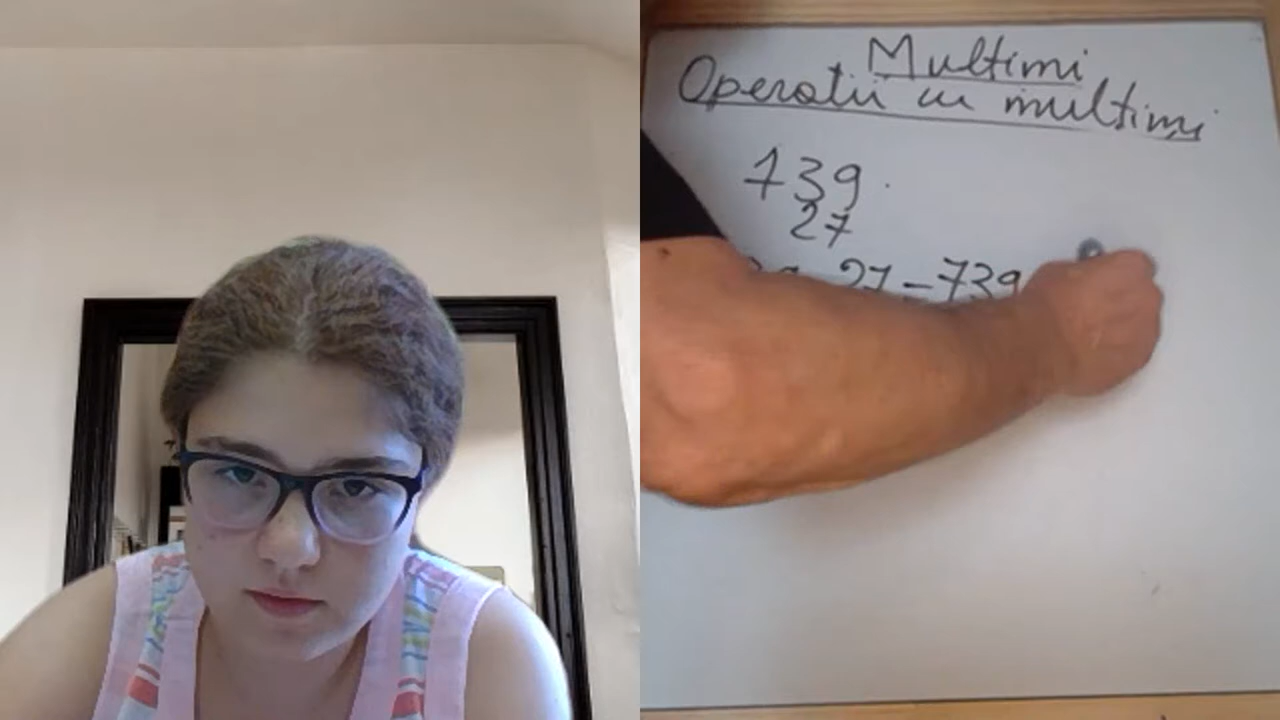 Multimi
Operatii cu multimi
739
27
27 = 739